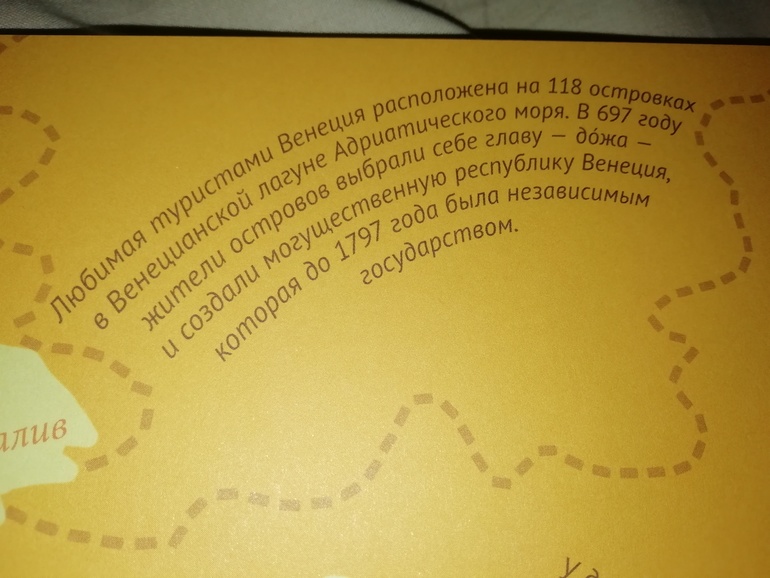 Любимая туристами Венеция расположена на 118 островках
в Венецианской лагуне Адриатического моря. В 697 году
жители островов выбрали себе главу – до́жа –
и создали могущественную республику Венеция,
которая до 1797 года была независимым
государством.